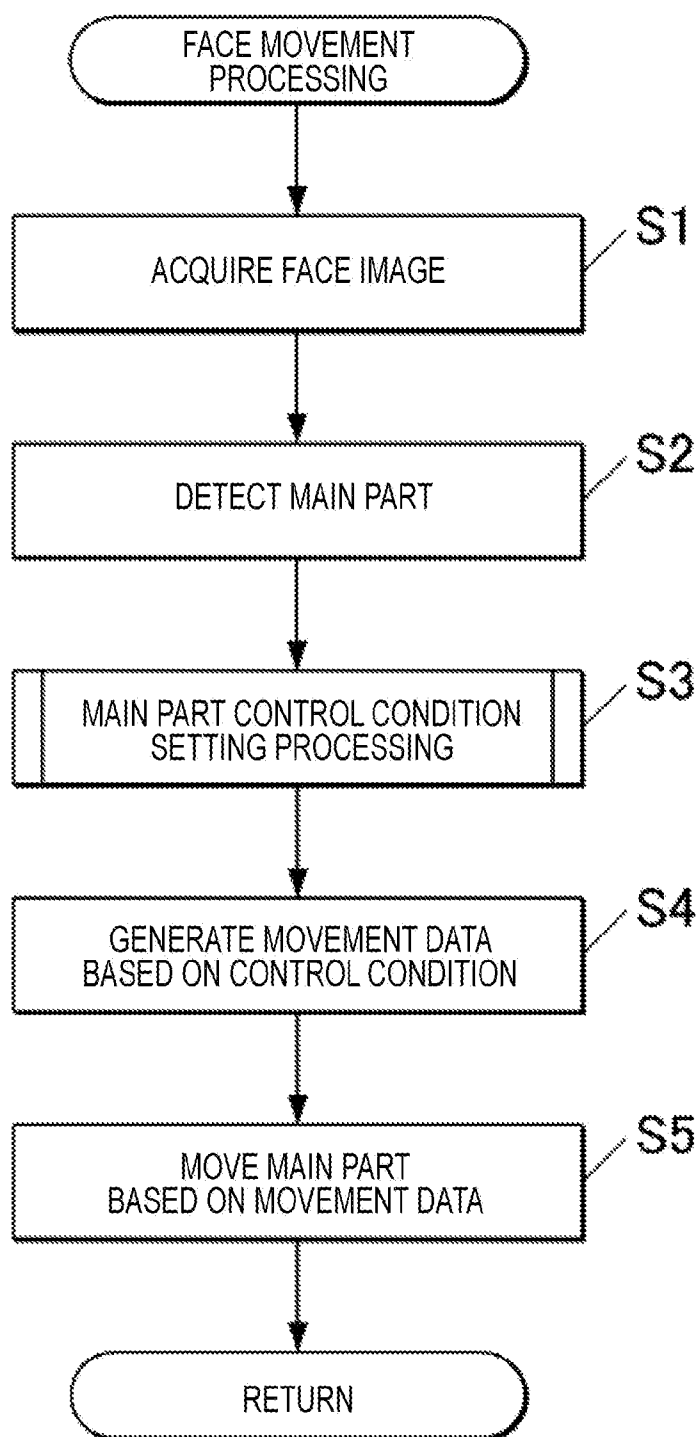 FACE MOVEMENT
PROCESSING
S1
ACQUIRE FACE IMAGE
S2
DETECT MAIN PART
S3
MAIN PART CONTROL CONDITION
SETTING PROCESSING
S4
GENERATE MOVEMENT DATA
BASED ON CONTROL CONDITION
S5
MOVE MAIN PART
BASED ON MOVEMENT DATA
RETURN